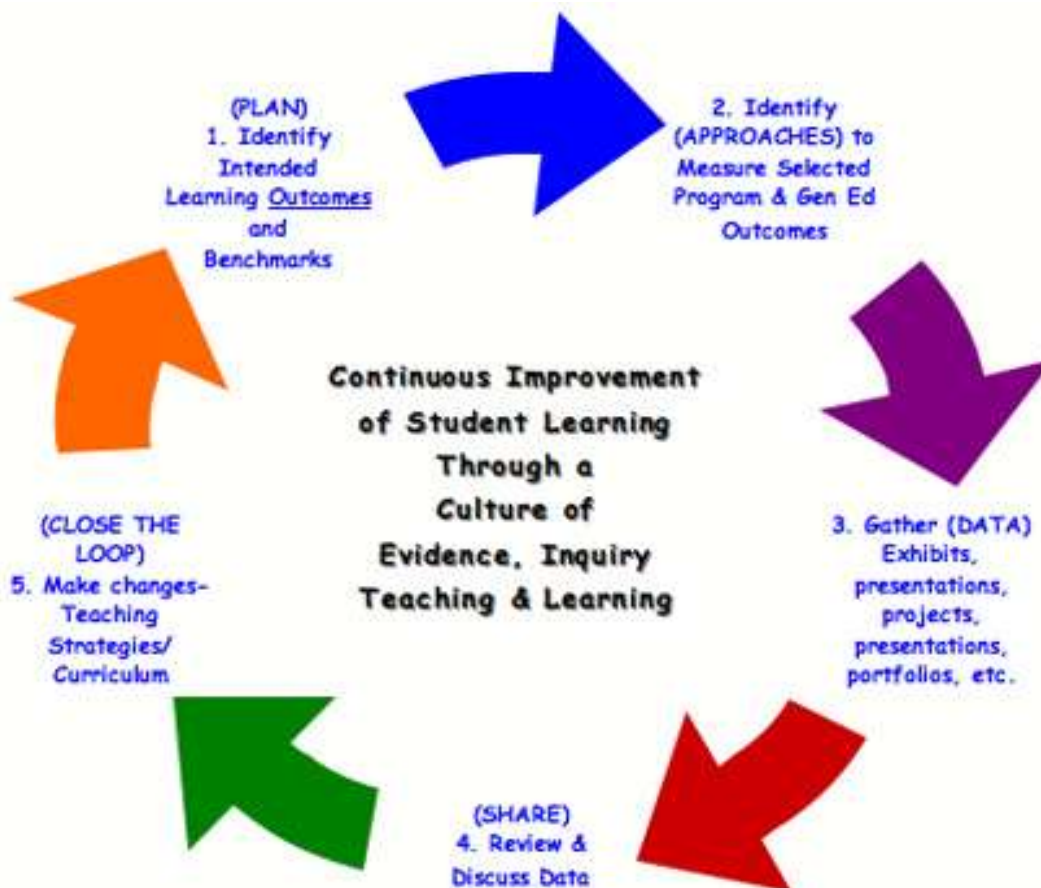 (PLAN)
1. Identify
Intended
Learning Outcomes
and
Benchmarks
2. Identify
(APPROACHES) to
Measure Selected
Program & Gen Ed
Outcomes
Continuous Improvement
of Student Learning
Through a
Culture of
Evidence, Inquiry
Teaching & Learning
3. Gather (DATA)
Exhibits,
presentations,
projects,
presentations,
portfolios, etc.
(SHARE)
4. Review &
Discuss Data
(CLOSE THE
LOOP)
5. Make changes-
Teaching
Strategies/
Curriculum